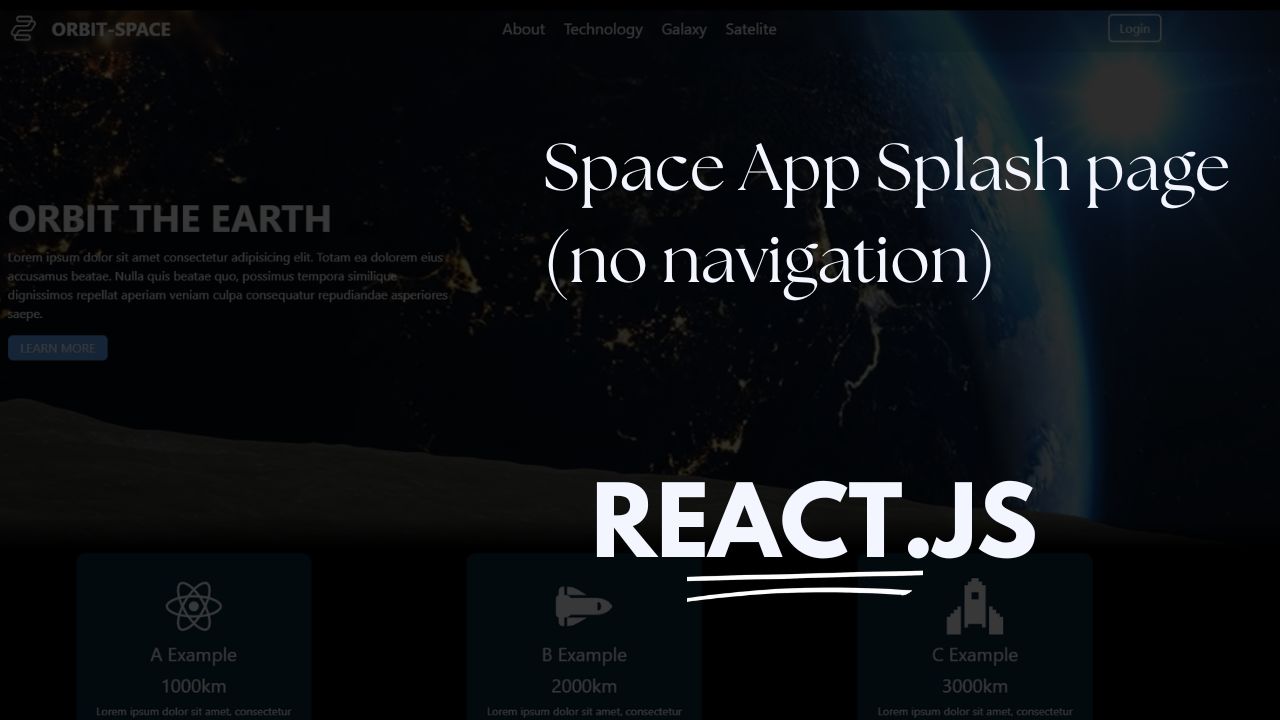 ORBIT-SPACE
About Technology Galaxy Satelite
Login
Space App Splash page
(no navigation)
ORBIT THE EARTH
Lorem ipsum dolor sit amet consectetur adipisicing elit. Totam ea dolorem eius
accusamus beatae. Nulla quis beatae quo, possimus tempora similique
dignissimos repellat aperiam veniam culpa consequatur repudiandae asperiores
saepe.
LEARN MORE
REACT.JS
A Example
1000km
Lorem ipsum dolor sit amet, consectetur
B Example
2000km
Lorem ipsum dolor sit amet, consectetur
C Example
3000km
Lorem ipsum dolor sit amet, consectetur